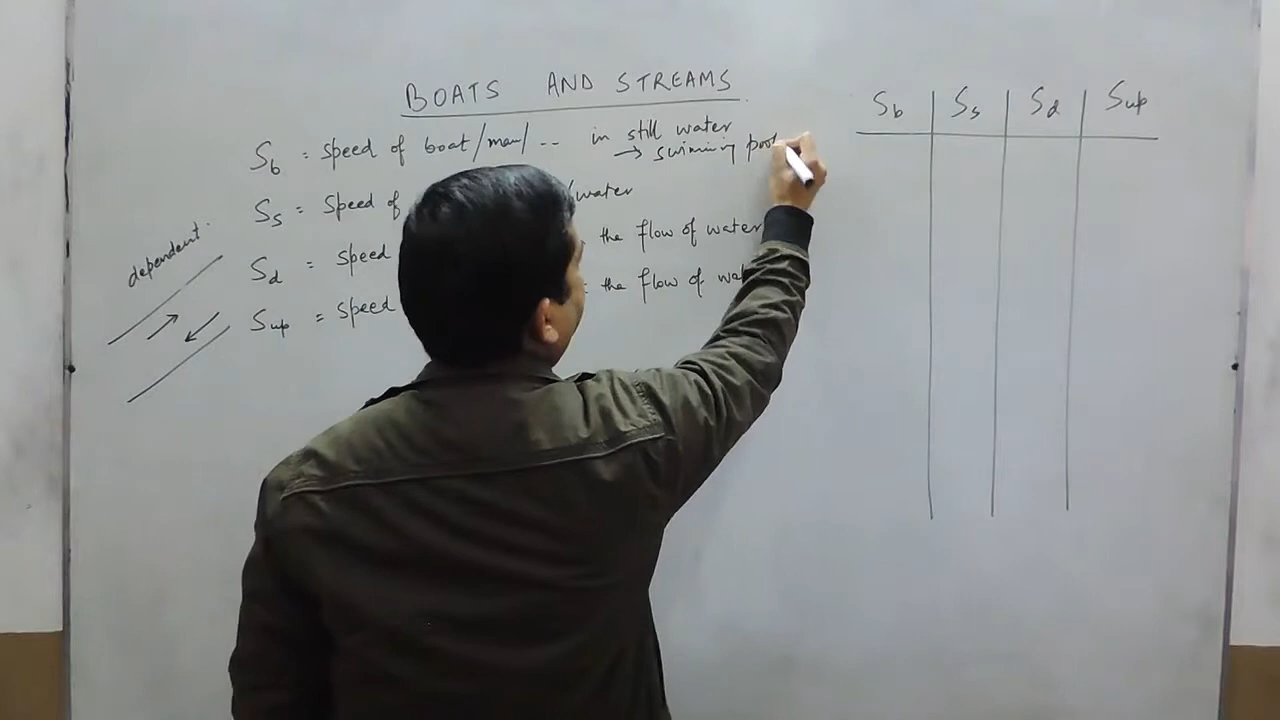 BOATS AND STREAMS
Sb = speed of boat/man/ -- in still water
→ swimming pool
Ss = speed of /water
dependent.
Sd = speed the flow of water
Sup = speed the flow of
Sb Ss Sd Sup